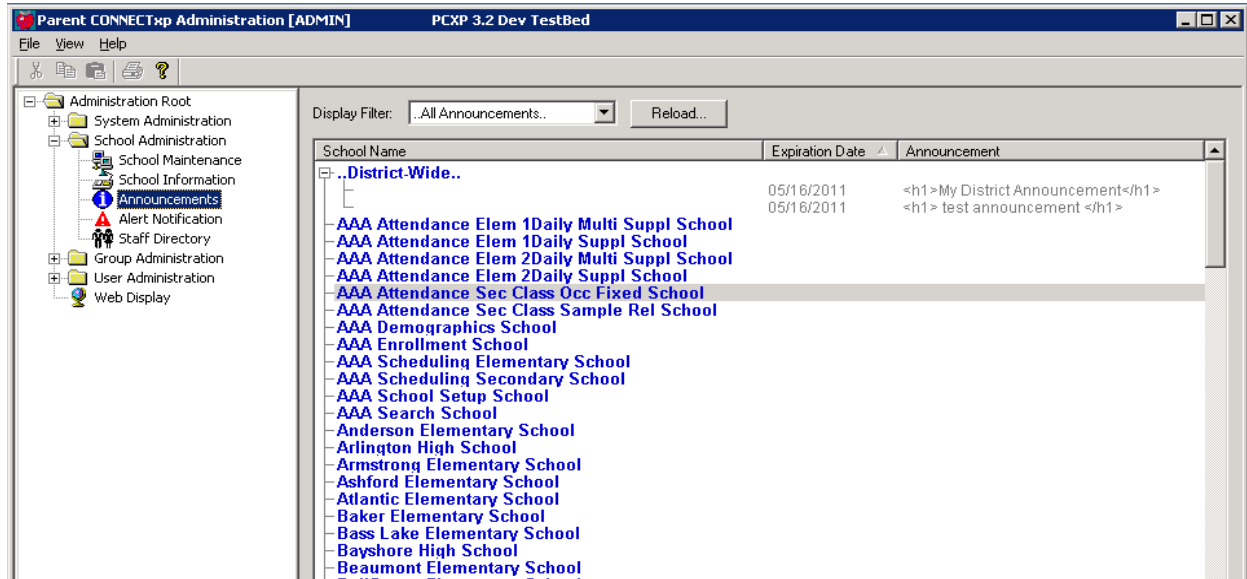 Parent CONNECTxp Administration [ADMIN] PCXP 3.2 Dev TestBed
File View Help
Administration Root
System Administration
School Administration
School Maintenance
School Information
Announcements
Alert Notification
Staff Directory
Group Administration
User Administration
Web Display
Display Filter: ..All Announcements.. Reload...
School Name Expiration Date Announcement
..District-Wide..
05/16/2011 <h1>My District Announcement</h1>
05/16/2011 <h1> test announcement </h1>
AAA Attendance Elem 1Daily Multi Suppl School
AAA Attendance Elem 1Daily Suppl School
AAA Attendance Elem 2Daily Multi Suppl School
AAA Attendance Elem 2Daily Suppl School
AAA Attendance Sec Class Occ Fixed School
AAA Attendance Sec Class Sample Rel School
AAA Demographics School
AAA Enrollment School
AAA Scheduling Elementary School
AAA Scheduling Secondary School
AAA School Setup School
AAA Search School
Anderson Elementary School
Arlington High School
Armstrong Elementary School
Ashford Elementary School
Atlantic Elementary School
Baker Elementary School
Bass Lake Elementary School
Bayshore High School
Beaumont Elementary School